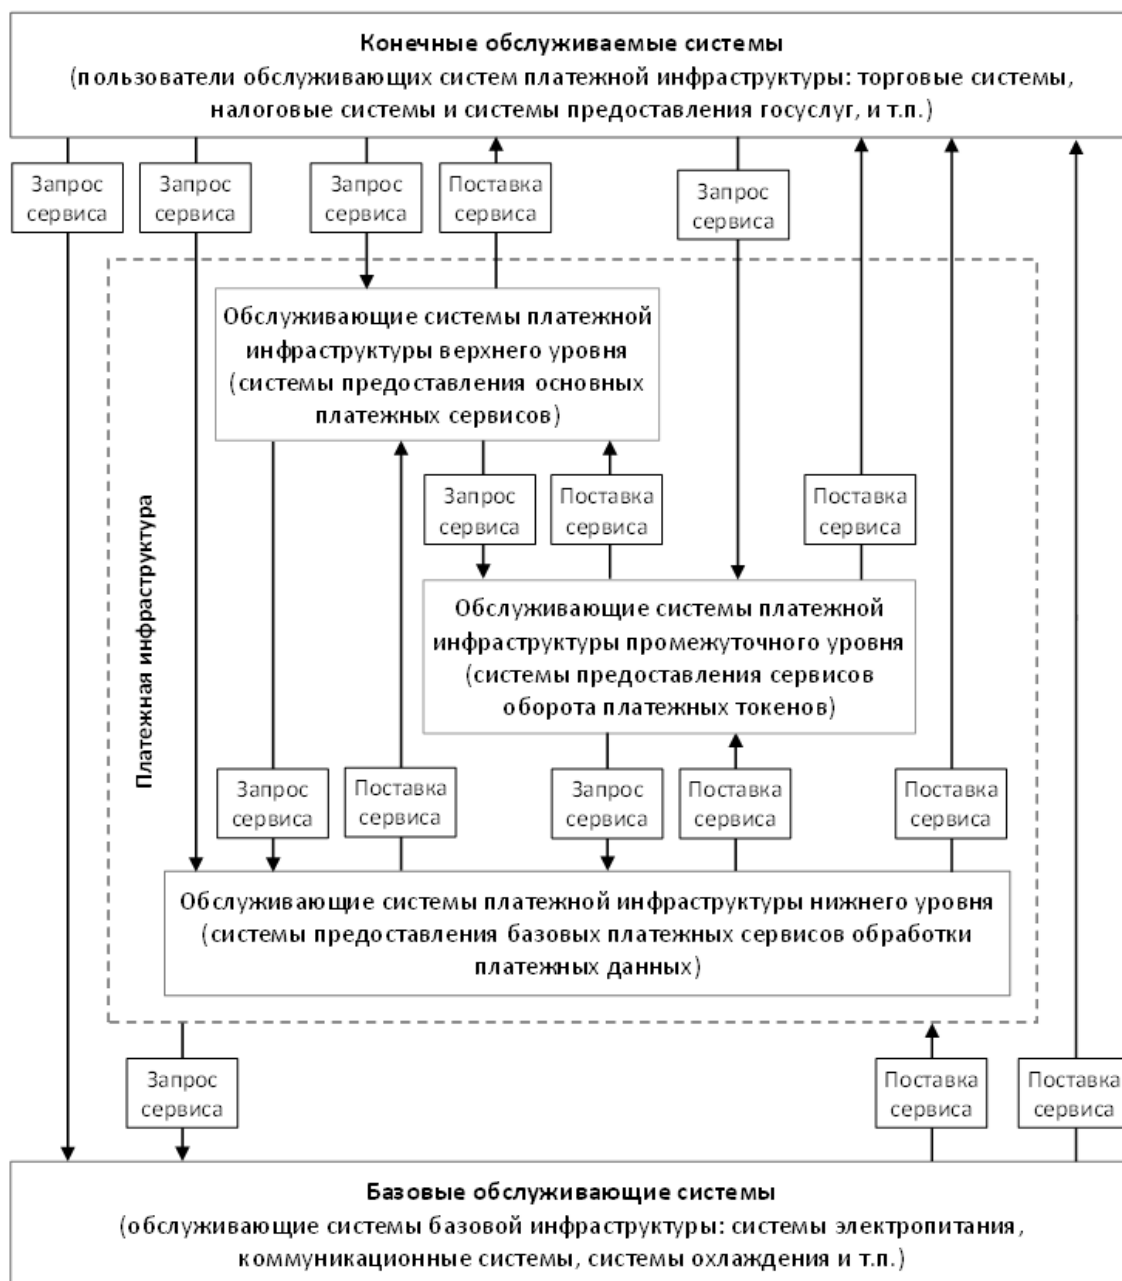 Конечные обслуживаемые системы
(пользователи обслуживающих систем платежной инфраструктуры: торговые системы,
налоговые системы и системы предоставления госуслуг, и т.п.)
Запрос
сервиса
Запрос
сервиса
Запрос
сервиса
Поставка
сервиса
Запрос
сервиса
Обслуживающие системы платежной
инфраструктуры верхнего уровня
(системы предоставления основных
платежных сервисов)
Платежная инфраструктура
Запрос
сервиса
Поставка
сервиса
Поставка
сервиса
Обслуживающие системы платежной
инфраструктуры промежуточного уровня
(системы предоставления сервисов
оборота платежных токенов)
Запрос
сервиса
Поставка
сервиса
Запрос
сервиса
Поставка
сервиса
Поставка
сервиса
Обслуживающие системы платежной инфраструктуры нижнего уровня
(системы предоставления базовых платежных сервисов обработки
платежных данных)
Запрос
сервиса
Поставка
сервиса
Поставка
сервиса
Базовые обслуживающие системы
(обслуживающие системы базовой инфраструктуры: системы электропитания,
коммуникационные системы, системы охлаждения и т.п.)